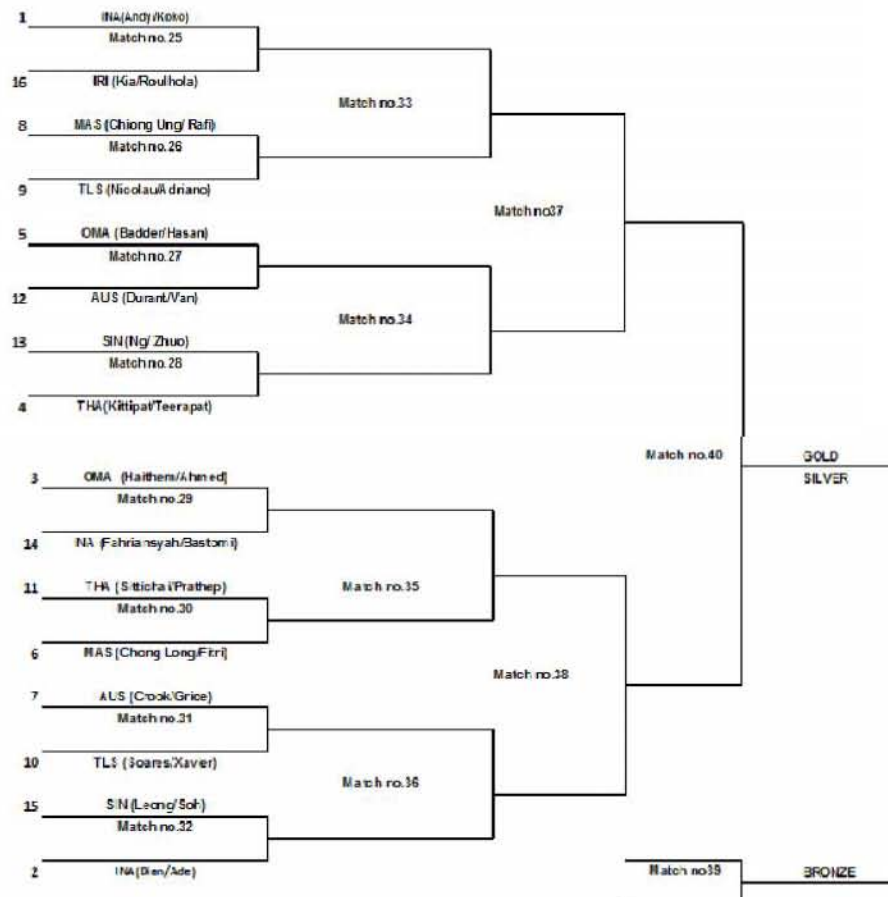 1 INA(Andy/Koko)
Match no.25
16 IRI (Kia/Roulhola)
Match no.33
8 MAS (Chiong Ung/ Rafi)
Match no.26
9 TLS (Nicolau/Adriano)
Match no37
5 OMA (Badder/Hasan)
Match no.27
12 AUS (Durant/Van)
Match no.34
13 SIN (Ng/ Zhuo)
Match no.28
4 THA(Kittipat/Teerapat)
Match no.40
GOLD
SILVER
3 OMA (Haithem/Ahmed)
Match no.29
14 INA (Fahriansyah/Bastomi)
Match no.35
11 THA (Sittichai/Prathep)
Match no.30
6 MAS (Chong Long/Fitri)
Match no.38
7 AUS (Crook/Grice)
Match no.31
10 TLS (Soares/Xavier)
Match no.36
15 SIN (Leong/Soh)
Match no.32
2 INA(Dien/Ade)
Match no39
BRONZE